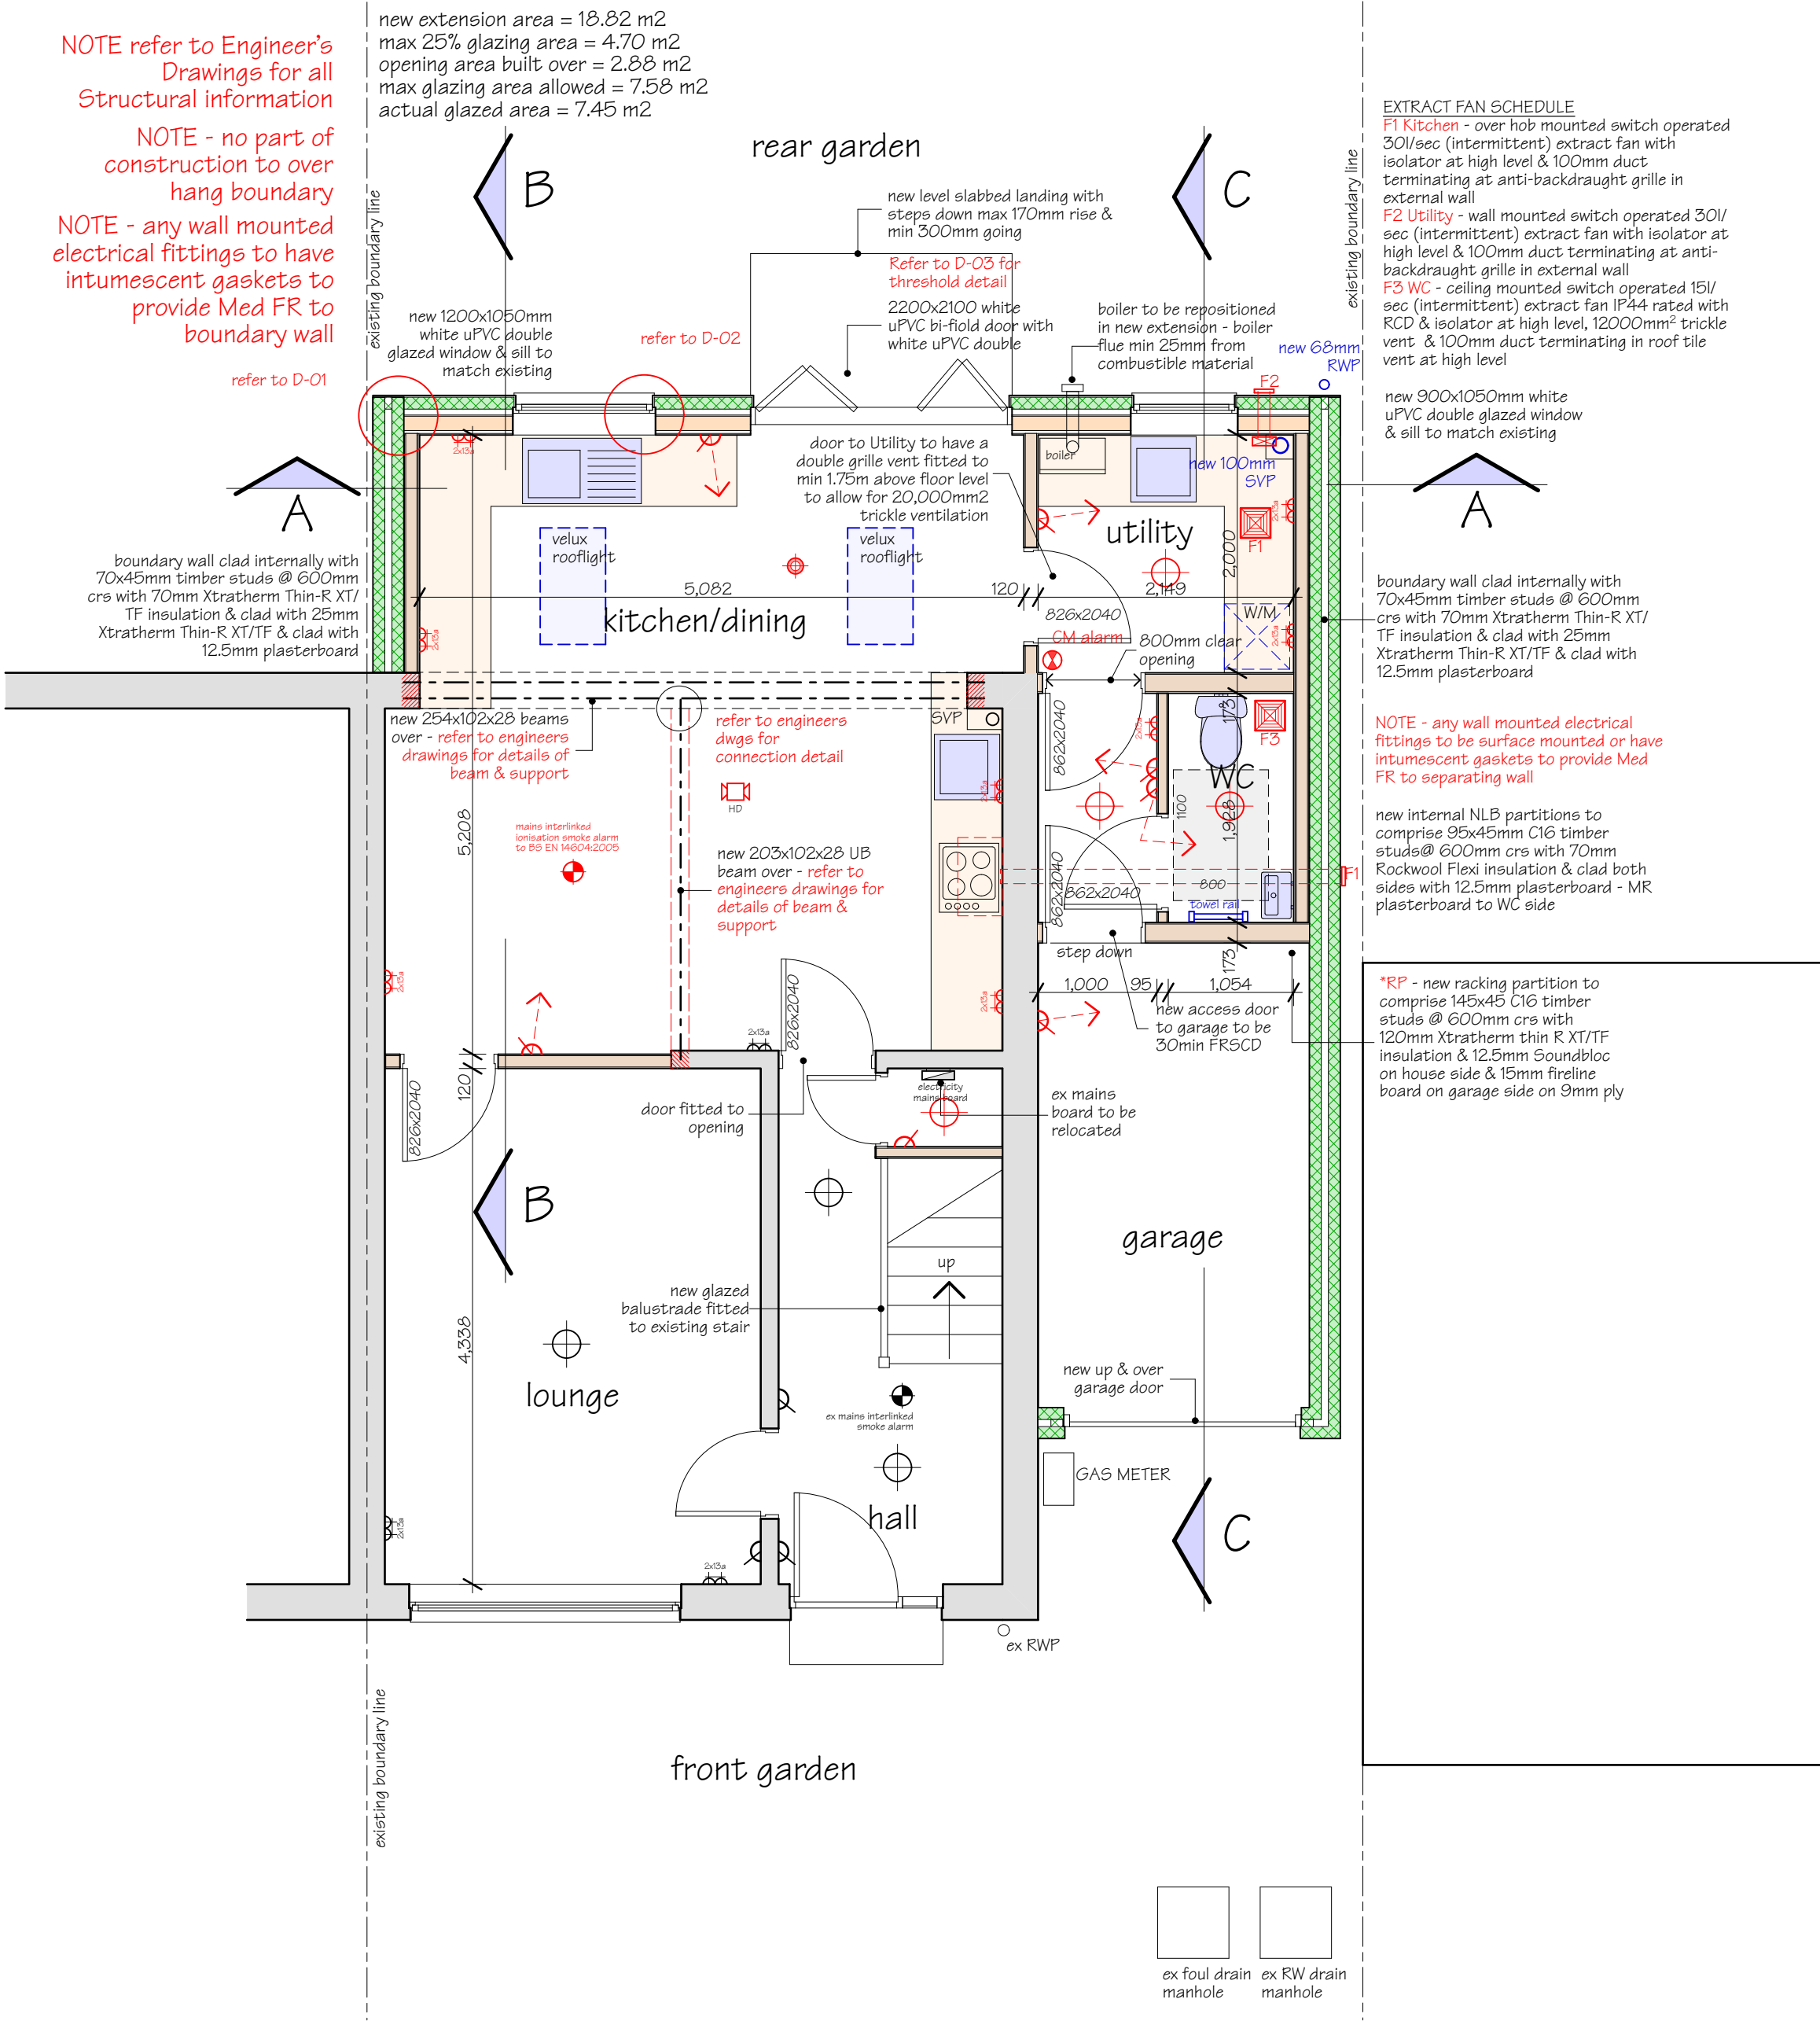 new extension area = 18.82 m2
max 25% glazing area = 4.70 m2
opening area built over = 2.88 m2
max glazing area allowed = 7.58 m2
actual glazed area = 7.45 m2
NOTE refer to Engineer's
Drawings for all
Structural information
NOTE - no part of
construction to over
hang boundary
NOTE - any wall mounted
electrical fittings to have
intumescent gaskets to
provide Med FR to
boundary wall
refer to D-01
existing boundary line
B
rear garden
C
existing boundary line
EXTRACT FAN SCHEDULE
F1 Kitchen - over hob mounted switch operated
30l/sec (intermittent) extract fan with
isolator at high level & 100mm duct
terminating at anti-backdraught grille in
external wall
F2 Utility - wall mounted switch operated 30l/
sec (intermittent) extract fan with isolator at
high level & 100mm duct terminating at anti-
backdraught grille in external wall
F3 WC - ceiling mounted switch operated 15l/
sec (intermittent) extract fan IP44 rated with
RCD & isolator at high level, 12000mm² trickle
vent & 100mm duct terminating in roof tile
vent at high level
new 900x1050mm white
uPVC double glazed window
& sill to match existing
new level slabbed landing with
steps down max 170mm rise &
min 300mm going
Refer to D-03 for
threshold detail
2200x2100 white
uPVC bi-fiold door with
white uPVC double
new 1200x1050mm
white uPVC double
glazed window & sill to
match existing
refer to D-02
boiler to be repositioned
in new extension - boiler
flue min 25mm from
combustible material
new 68mm
RWP
F2
2x13a
door to Utility to have a
double grille vent fitted to
min 1.75m above floor level
to allow for 20,000mm2
trickle ventilation
boiler
new 100mm
SVP
A
A
utility
2x13a
F1
2,000
velux
rooflight
velux
rooflight
5,082
120
2,149
kitchen/dining
826x2040
W/M
CM alarm
800mm clear
opening
2x13a
2x13a
boundary wall clad internally with
70x45mm timber studs @ 600mm
crs with 70mm Xtratherm Thin-R XT/
TF insulation & clad with 25mm
Xtratherm Thin-R XT/TF & clad with
12.5mm plasterboard
boundary wall clad internally with
70x45mm timber studs @ 600mm
crs with 70mm Xtratherm Thin-R XT/
TF insulation & clad with 25mm
Xtratherm Thin-R XT/TF & clad with
12.5mm plasterboard
new 254x102x28 beams
over - refer to engineers
drawings for details of
beam & support
refer to engineers
dwgs for
connection detail
SVP
862x2040
2x13a
173
F3
WC
NOTE - any wall mounted electrical
fittings to be surface mounted or have
intumescent gaskets to provide Med
FR to separating wall
HD
2x13a
1100
1,928
5,208
mains interlinked
ionisation smoke alarm
to BS EN 14604:2005
new 203x102x28 UB
beam over - refer to
engineers drawings for
details of beam &
support
862x2040
862x2040
800
towel rail
F1
new internal NLB partitions to
comprise 95x45mm C16 timber
studs@ 600mm crs with 70mm
Rockwool Flexi insulation & clad both
sides with 12.5mm plasterboard - MR
plasterboard to WC side
step down
173
1,000
95
1,054
2x13a
2x13a
826x2040
2x13a
new access door
to garage to be
30min FRSCD
*RP - new racking partition to
comprise 145x45 C16 timber
studs @ 600mm crs with
120mm Xtratherm thin R XT/TF
insulation & 12.5mm Soundbloc
on house side & 15mm fireline
board on garage side on 9mm ply
120
826x2040
door fitted to
opening
electricity
mains board
ex mains
board to be
relocated
B
garage
up
new glazed
balustrade fitted
to existing stair
4,338
lounge
new up & over
garage door
ex mains interlinked
smoke alarm
GAS METER
hall
C
2x13a
2x13a
ex RWP
existing boundary line
front garden
ex foul drain
manhole
ex RW drain
manhole